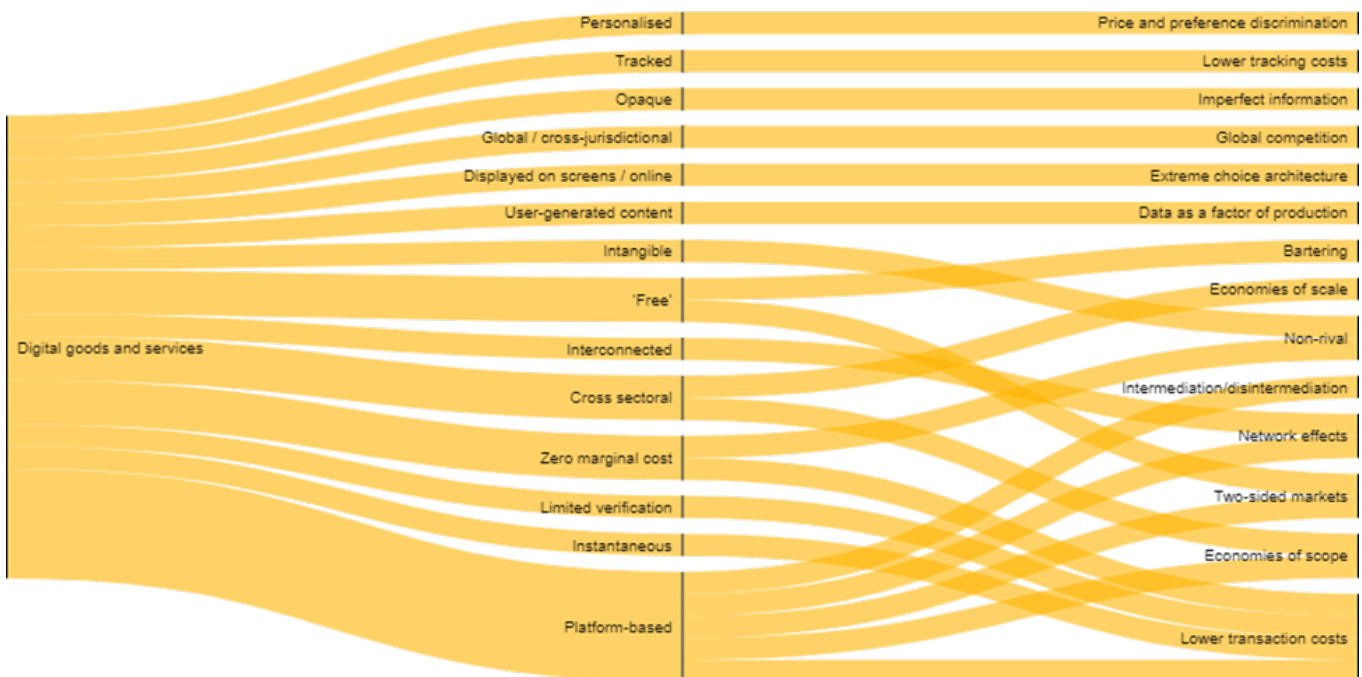 Digital goods and services
Personalised
Tracked
Opaque
Global / cross-jurisdictional
Displayed on screens / online
User-generated content
Intangible
'Free'
Interconnected
Cross sectoral
Zero marginal cost
Limited verification
Instantaneous
Platform-based
Price and preference discrimination
Lower tracking costs
Imperfect information
Global competition
Extreme choice architecture
Data as a factor of production
Bartering
Economies of scale
Non-rival
Intermediation/disintermediation
Network effects
Two-sided markets
Economies of scope
Lower transaction costs